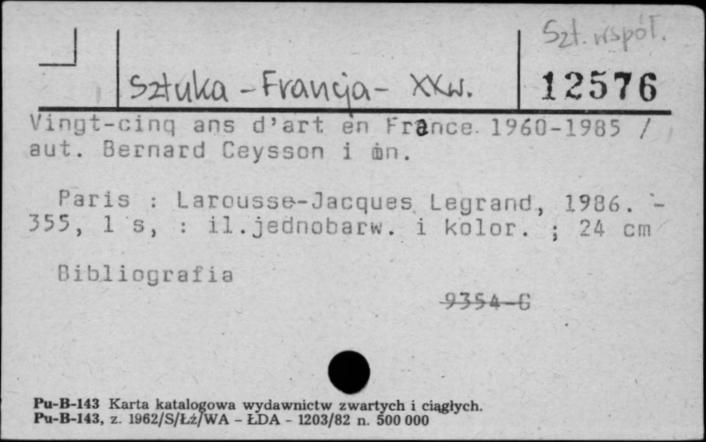 Szt. współ.
Sztuka - Francja - XXw.
12576
Vingt-cinq ans d'art en France 1960-1985 /
aut. Bernard Ceysson i in.
Paris : Larousse-Jacques Legrand, 1986. -
355, 1 s, : il.jednobarw. i kolor. ; 24 cm
Bibliografia
9354-G
Pu-B-143 Karta katalogowa wydawnictw zwartych i ciągłych.
Pu-B-143, z. 1962/S/Łź/WA - ŁDA - 1203/82 n. 500 000